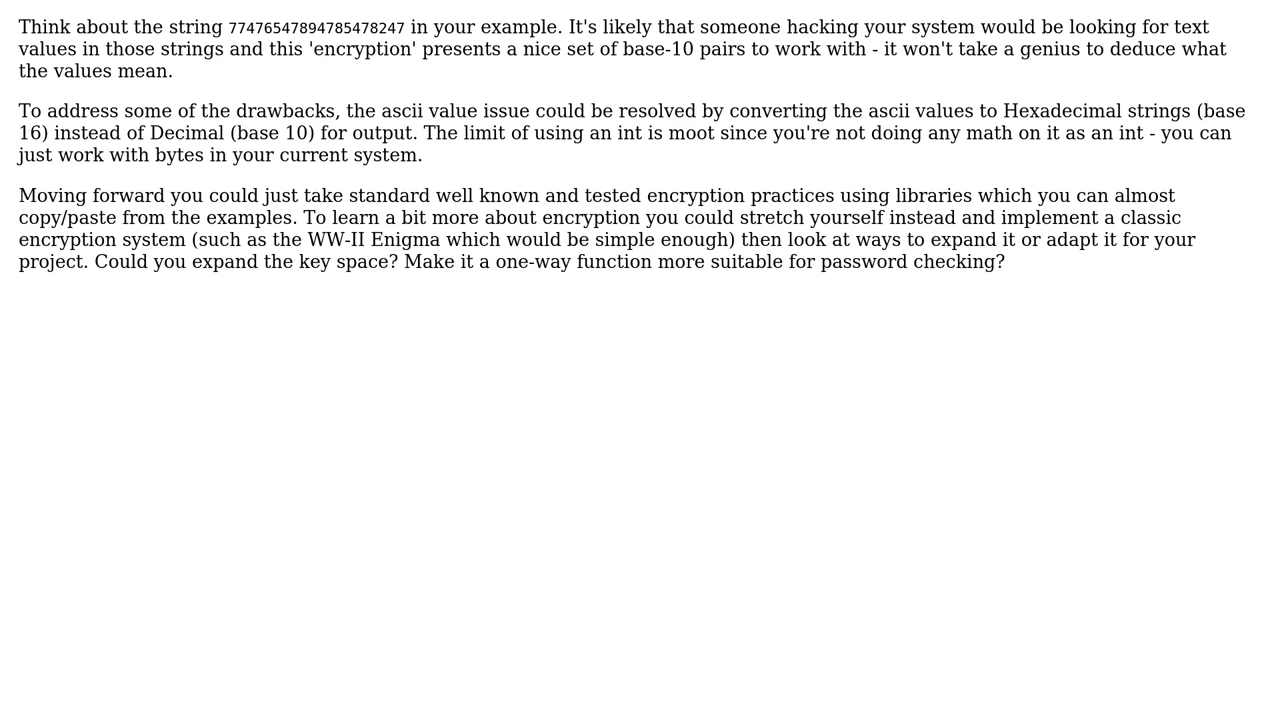 Think about the string 77476547894785478247 in your example. It's likely that someone hacking your system would be looking for text
values in those strings and this 'encryption' presents a nice set of base-10 pairs to work with - it won't take a genius to deduce what
the values mean.
To address some of the drawbacks, the ascii value issue could be resolved by converting the ascii values to Hexadecimal strings (base
16) instead of Decimal (base 10) for output. The limit of using an int is moot since you're not doing any math on it as an int - you can
just work with bytes in your current system.
Moving forward you could just take standard well known and tested encryption practices using libraries which you can almost
copy/paste from the examples. To learn a bit more about encryption you could stretch yourself instead and implement a classic
encryption system (such as the WW-II Enigma which would be simple enough) then look at ways to expand it or adapt it for your
project. Could you expand the key space? Make it a one-way function more suitable for password checking?